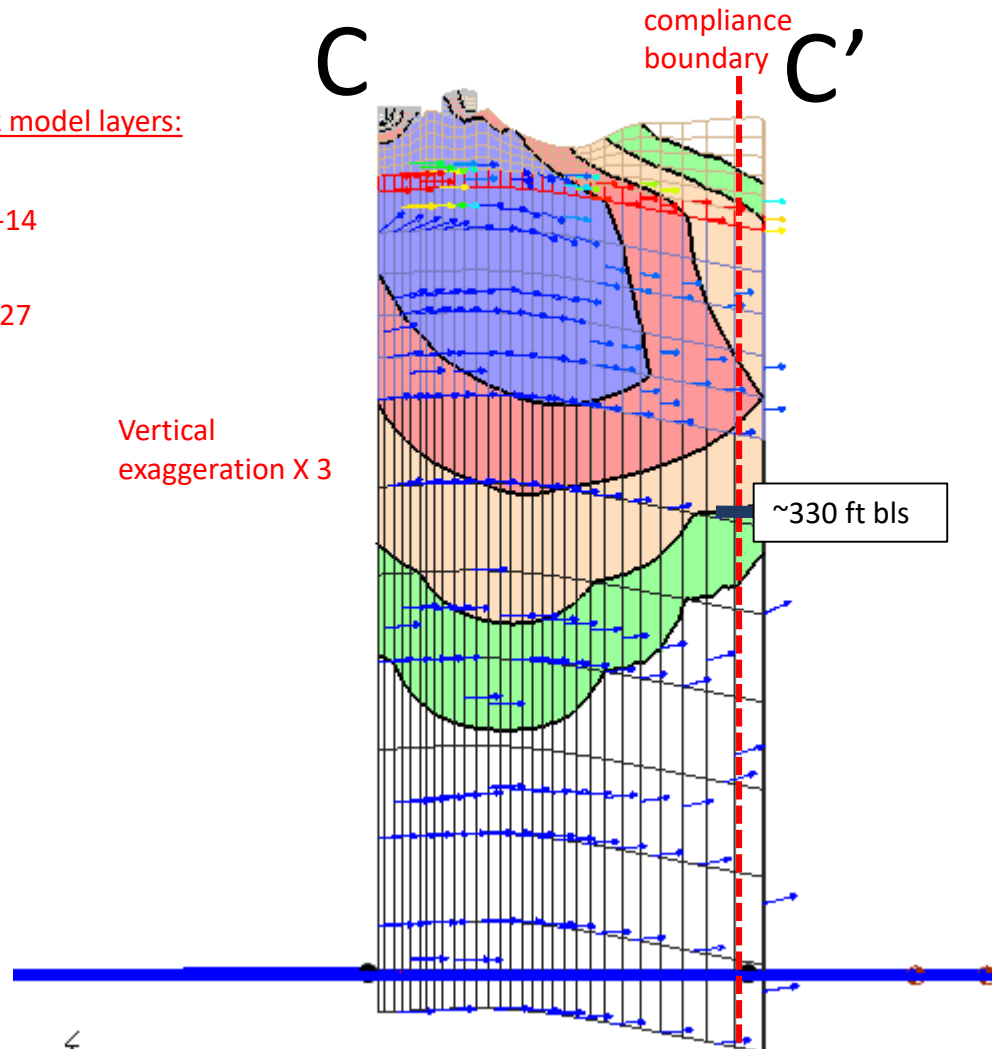 C
compliance
boundary
C’
model layers:
-14
27
Vertical
exaggeration X 3
~330 ft bls